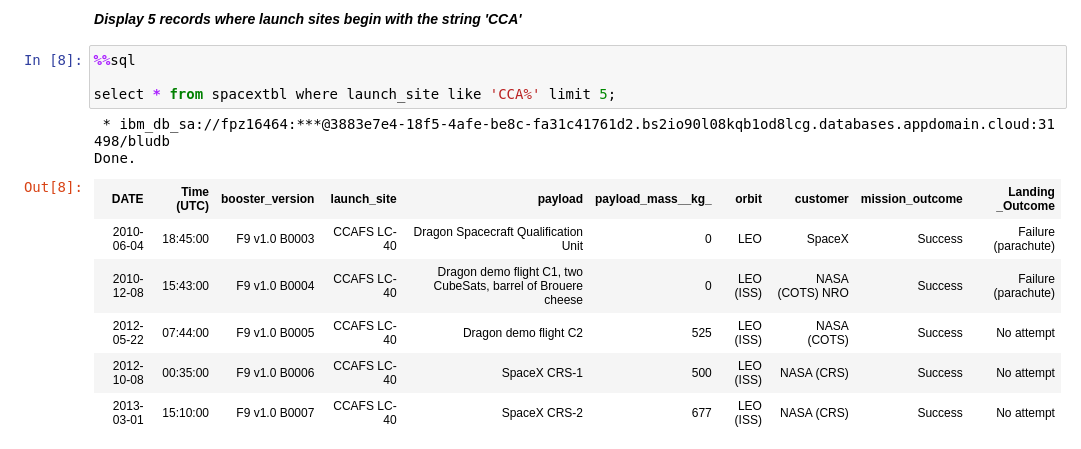 Display 5 records where launch sites begin with the string 'CCA'
In [8]: %%sql
select * from spacextbl where launch_site like 'CCA%' limit 5;
* ibm_db_sa://fpz16464:***@3883e7e4-18f5-4afe-be8c-fa31c41761d2.bs2io90l08kqb1od8lcg.databases.appdomain.cloud:31
498/bludb
Done.
Out[8]:
DATE Time (UTC) booster_version launch_site payload payload_mass__kg_ orbit customer mission_outcome Landing _Outcome
2010-06-04 18:45:00 F9 v1.0 B0003 CCAFS LC-40 Dragon Spacecraft Qualification Unit 0 LEO SpaceX Success Failure (parachute)
2010-12-08 15:43:00 F9 v1.0 B0004 CCAFS LC-40 Dragon demo flight C1, two CubeSats, barrel of Brouere cheese 0 LEO (ISS) NASA (COTS) NRO Success Failure (parachute)
2012-05-22 07:44:00 F9 v1.0 B0005 CCAFS LC-40 Dragon demo flight C2 525 LEO (ISS) NASA (COTS) Success No attempt
2012-10-08 00:35:00 F9 v1.0 B0006 CCAFS LC-40 SpaceX CRS-1 500 LEO (ISS) NASA (CRS) Success No attempt
2013-03-01 15:10:00 F9 v1.0 B0007 CCAFS LC-40 SpaceX CRS-2 677 LEO (ISS) NASA (CRS) Success No attempt